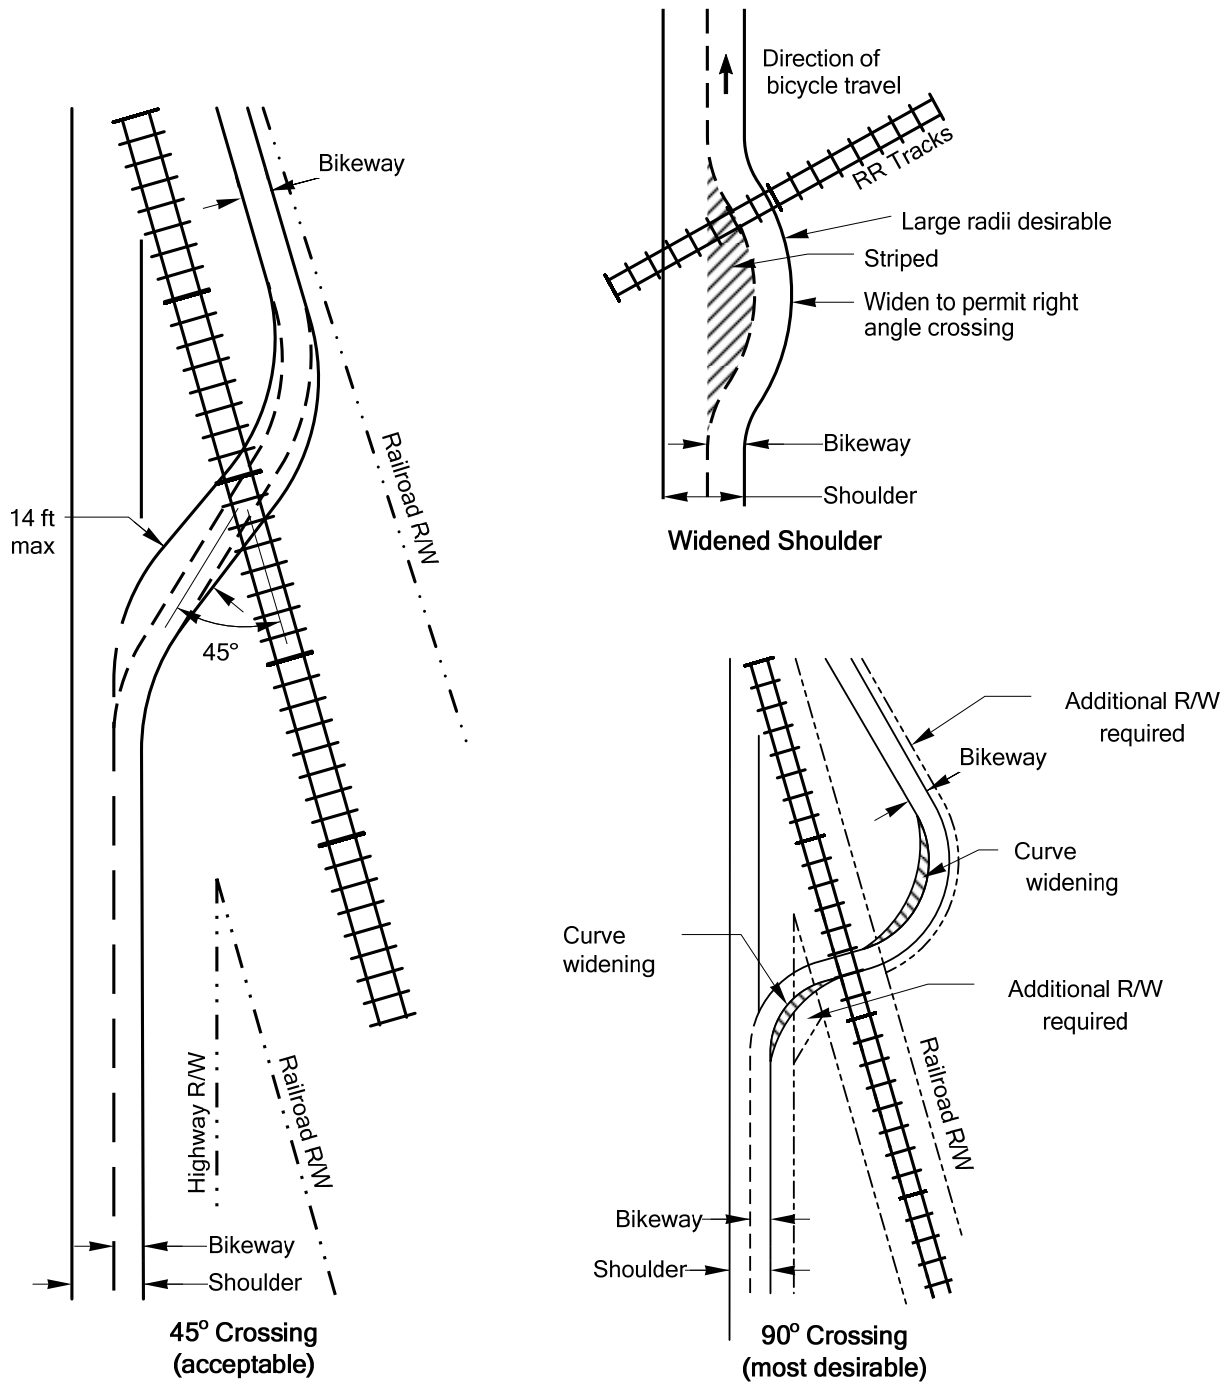 Bikeway
14 ft
max
45°
Railroad R/W
Highway R/W
Railroad R/W
Bikeway
Shoulder
45° Crossing
(acceptable)
Direction of
bicycle travel
RR Tracks
Large radii desirable
Striped
Widen to permit right
angle crossing
Bikeway
Shoulder
Widened Shoulder
Additional R/W
required
Bikeway
Curve
widening
Curve
widening
Additional R/W
required
Railroad R/W
Bikeway
Shoulder
90° Crossing
(most desirable)